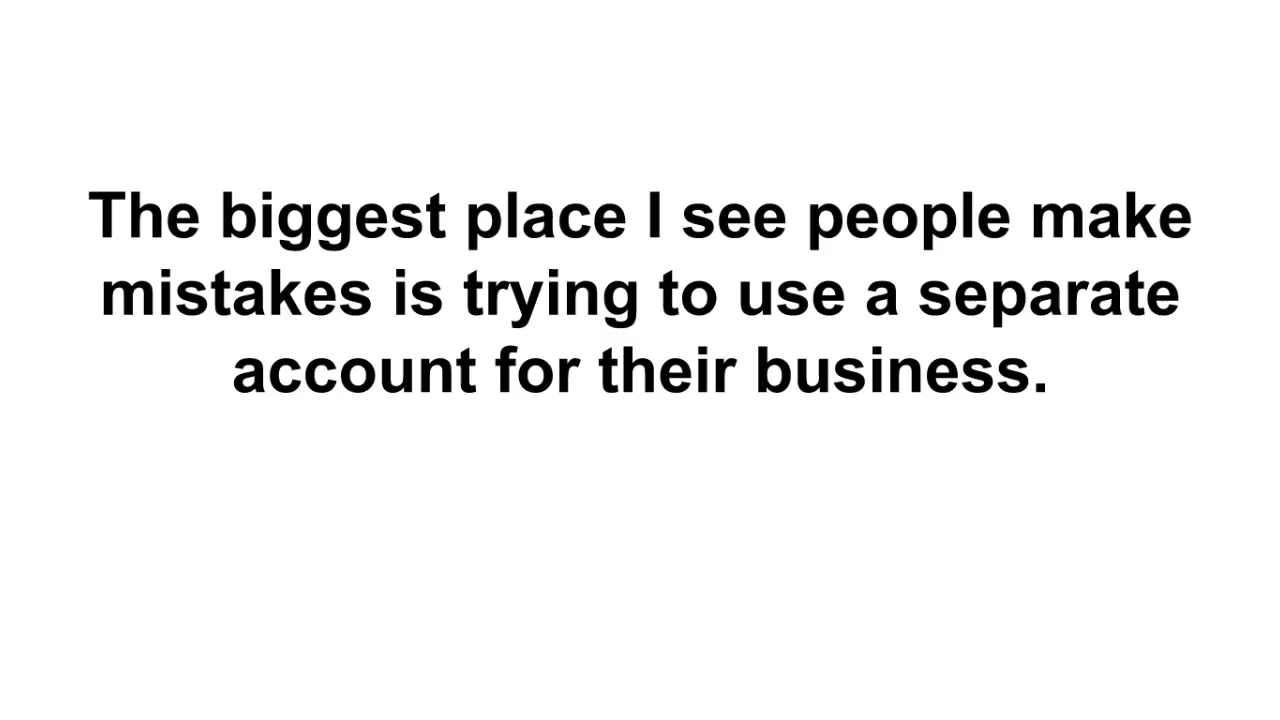 The biggest place I see people make
mistakes is trying to use a separate
account for their business.